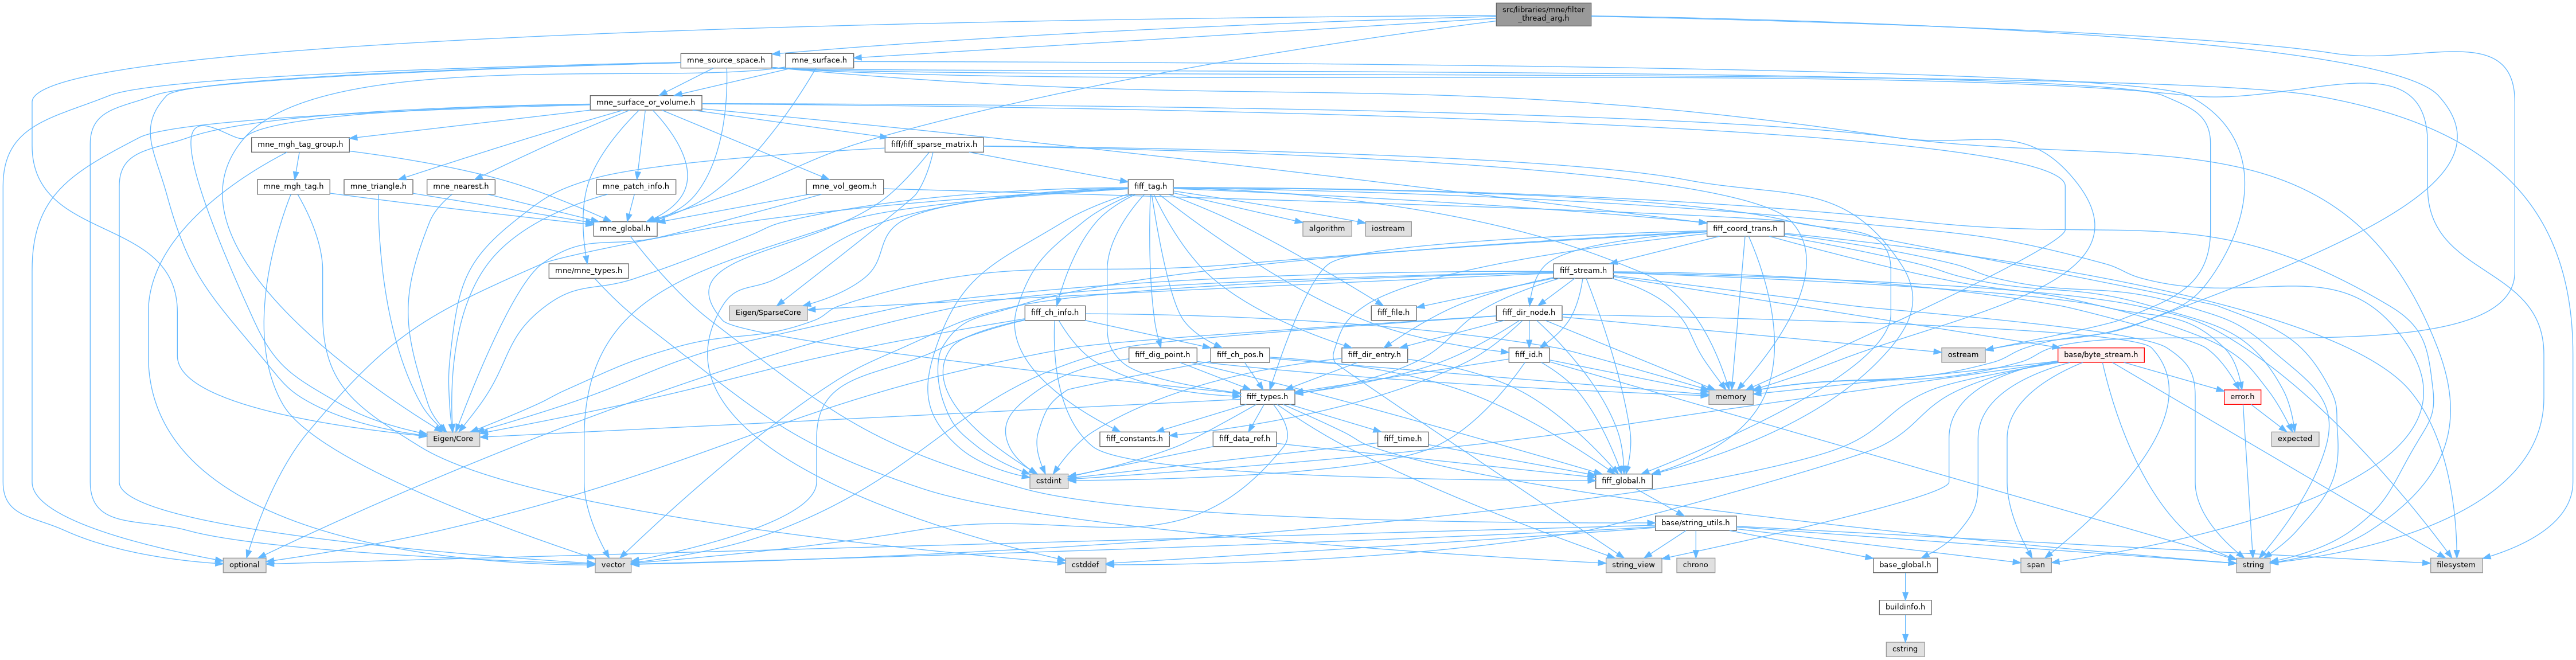 src/libraries/mne/filter
_thread_arg.h
mne_source_space.h
mne_surface.h
mne_surface_or_volume.h
mne_mgh_tag_group.h
fiff/fiff_sparse_matrix.h
mne_mgh_tag.h
mne_triangle.h
mne_nearest.h
mne_patch_info.h
mne_vol_geom.h
fiff_tag.h
mne_global.h
algorithm
iostream
fiff_coord_trans.h
mne/mne_types.h
fiff_stream.h
Eigen/SparseCore
fiff_ch_info.h
fiff_file.h
fiff_dir_node.h
fiff_dig_point.h
fiff_ch_pos.h
fiff_dir_entry.h
fiff_id.h
ostream
base/byte_stream.h
fiff_types.h
memory
error.h
Eigen/Core
fiff_constants.h
fiff_data_ref.h
fiff_time.h
expected
cstdint
fiff_global.h
base/string_utils.h
optional
vector
cstddef
string_view
chrono
base_global.h
span
string
filesystem
buildinfo.h
cstring